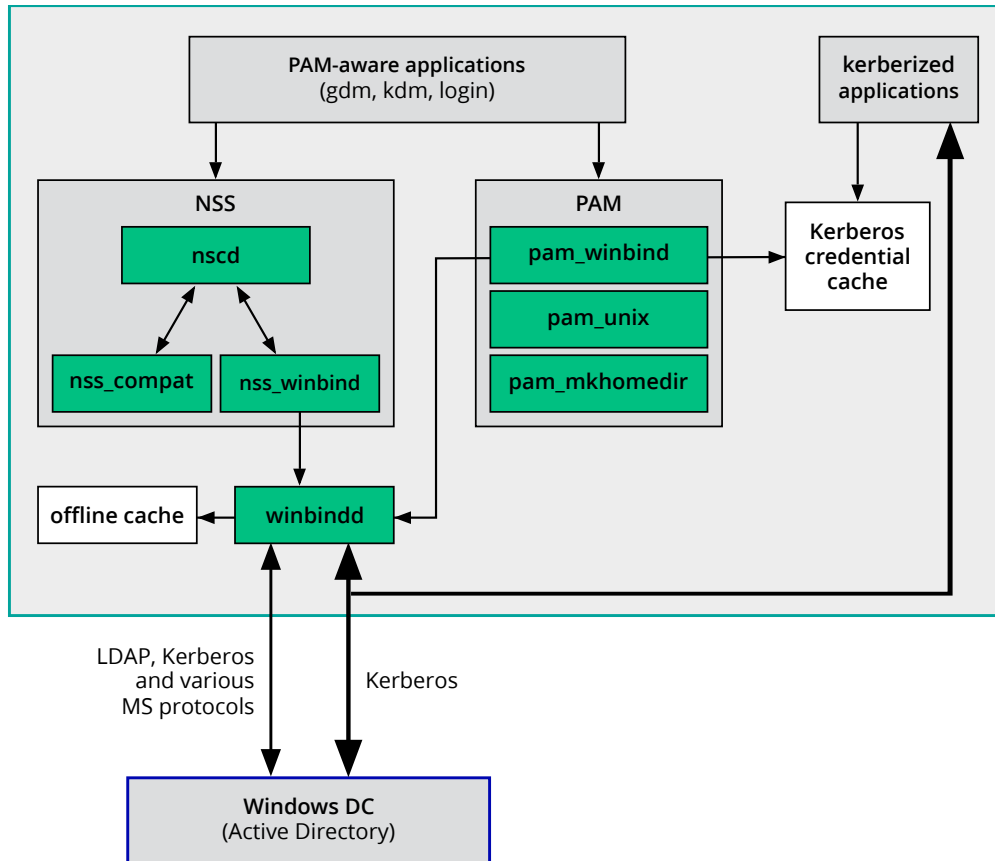 PAM-aware applications
(gdm, kdm, login)
kerberized
applications
NSS
nscd
nss_compat
nss_winbind
PAM
pam_winbind
pam_unix
pam_mkhomedir
Kerberos
credential
cache
offline cache
winbindd
LDAP, Kerberos
and various
MS protocols
Kerberos
Windows DC
(Active Directory)